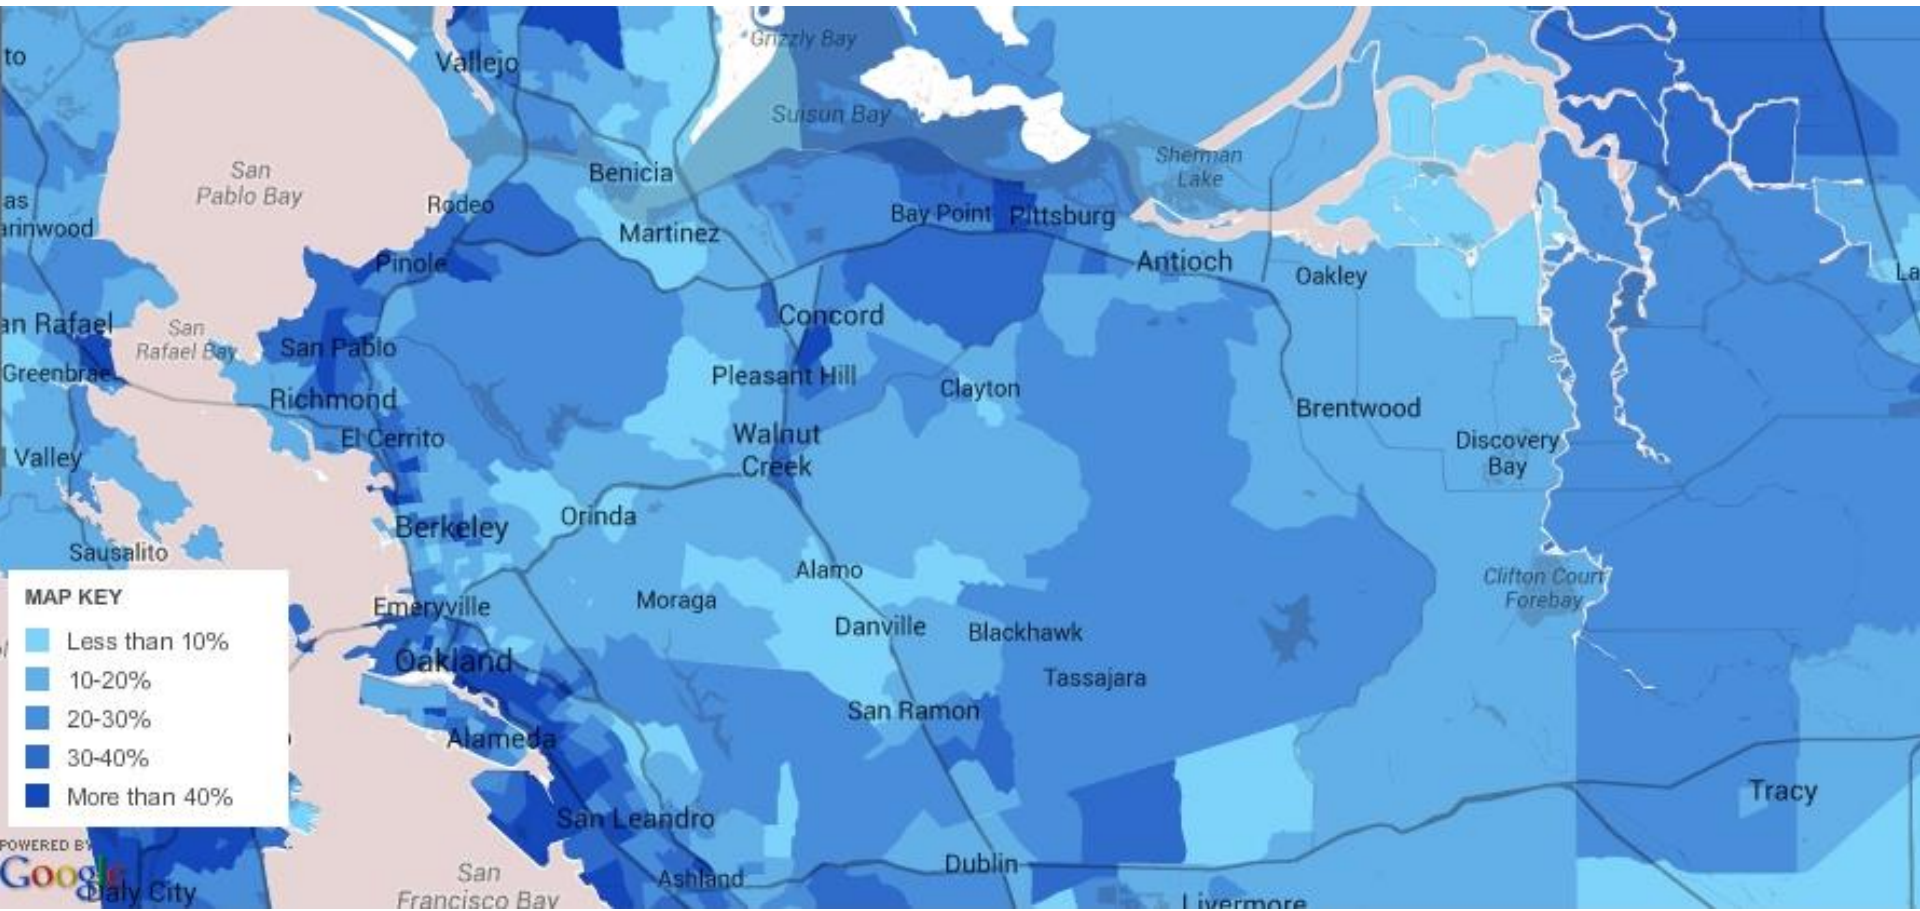 to
Vallejo
Grizzly Bay
Suisun Bay
Sherman
Lake
San
Pablo Bay
Benicia
as
arinwood
Rodeo
Martinez
Bay Point
Pittsburg
Pinole
Antioch
Oakley
La
an Rafael
San
Rafael Bay
Concord
San Pablo
Greenbrae
Pleasant Hill
Clayton
Richmond
Brentwood
El Cerrito
Walnut
Creek
Discovery
Bay
l Valley
Orinda
Berkeley
Sausalito
Alamo
Clifton Court
Forebay
MAP KEY
Less than 10%
10-20%
20-30%
30-40%
More than 40%
Emeryville
Moraga
Danville
Blackhawk
Oakland
Tassajara
San Ramon
Alameda
Tracy
San Leandro
POWERED BY
Google
Daly City
San
Francisco Bay
Ashland
Dublin
Livermore